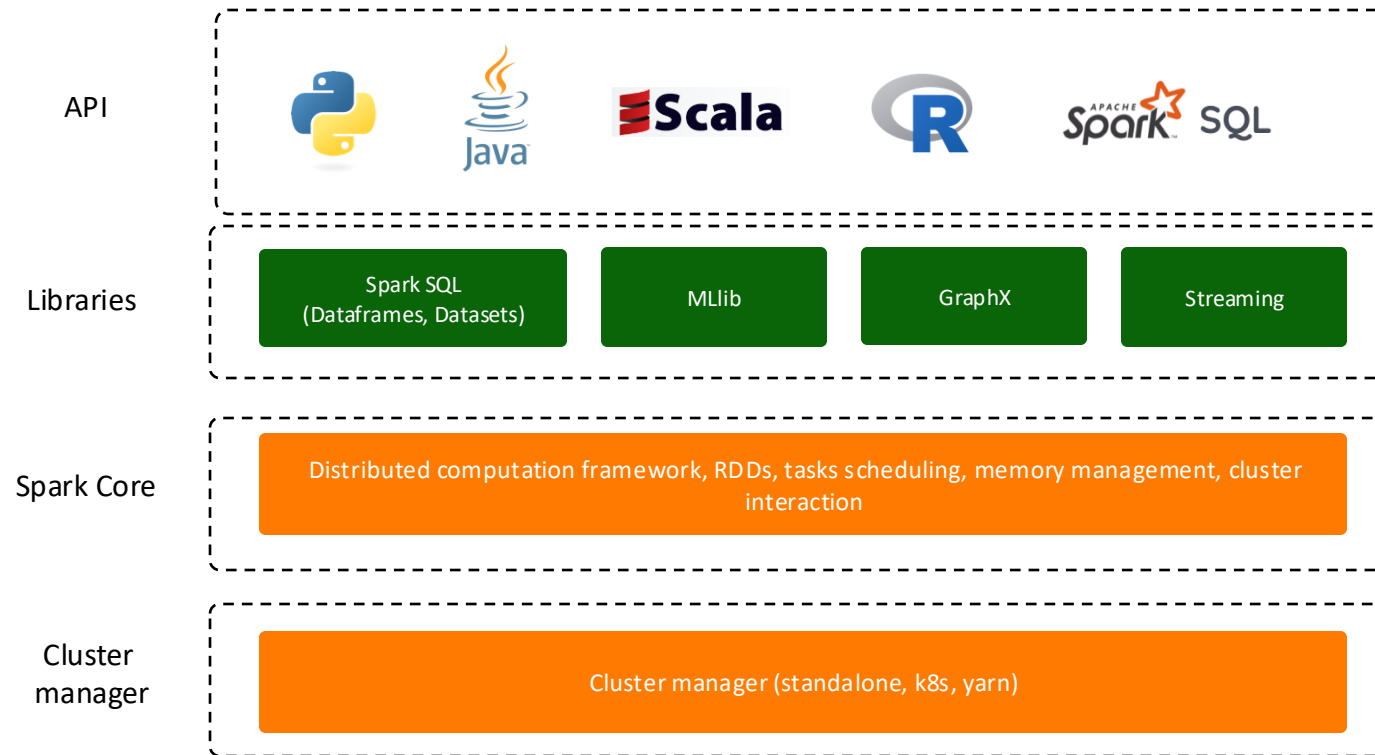 API
Java
Scala
R
APACHE
Spark™ SQL
Libraries
Spark SQL
(Dataframes, Datasets)
MLlib
GraphX
Streaming
Spark Core
Distributed computation framework, RDDs, tasks scheduling, memory management, cluster
interaction
Cluster
manager
Cluster manager (standalone, k8s, yarn)